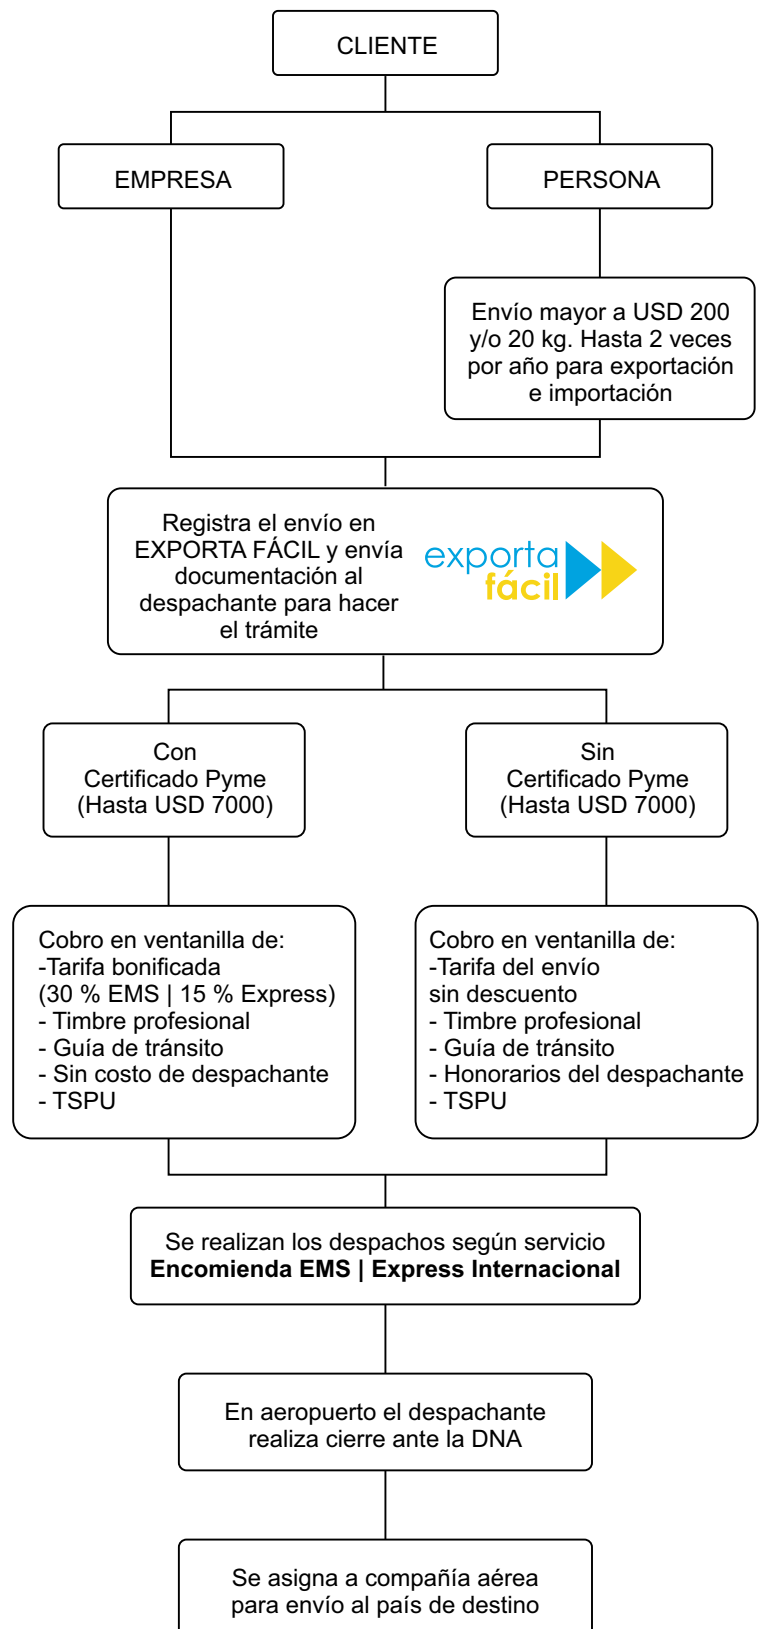 CLIENTE
EMPRESA
PERSONA
Envío mayor a USD 200
y/o 20 kg. Hasta 2 veces
por año para exportación
e importación
Registra el envío en
EXPORTA FÁCIL y envía
documentación al
despachante para hacer
el trámite
exporta
fácil
Con
Certificado Pyme
(Hasta USD 7000)
Sin
Certificado Pyme
(Hasta USD 7000)
Cobro en ventanilla de:
-Tarifa bonificada
(30 % EMS | 15 % Express)
- Timbre profesional
- Guía de tránsito
- Sin costo de despachante
- TSPU
Cobro en ventanilla de:
-Tarifa del envío
sin descuento
- Timbre profesional
- Guía de tránsito
- Honorarios del despachante
- TSPU
Se realizan los despachos según servicio
Encomienda EMS | Express Internacional
En aeropuerto el despachante
realiza cierre ante la DNA
Se asigna a compañía aérea
para envío al país de destino